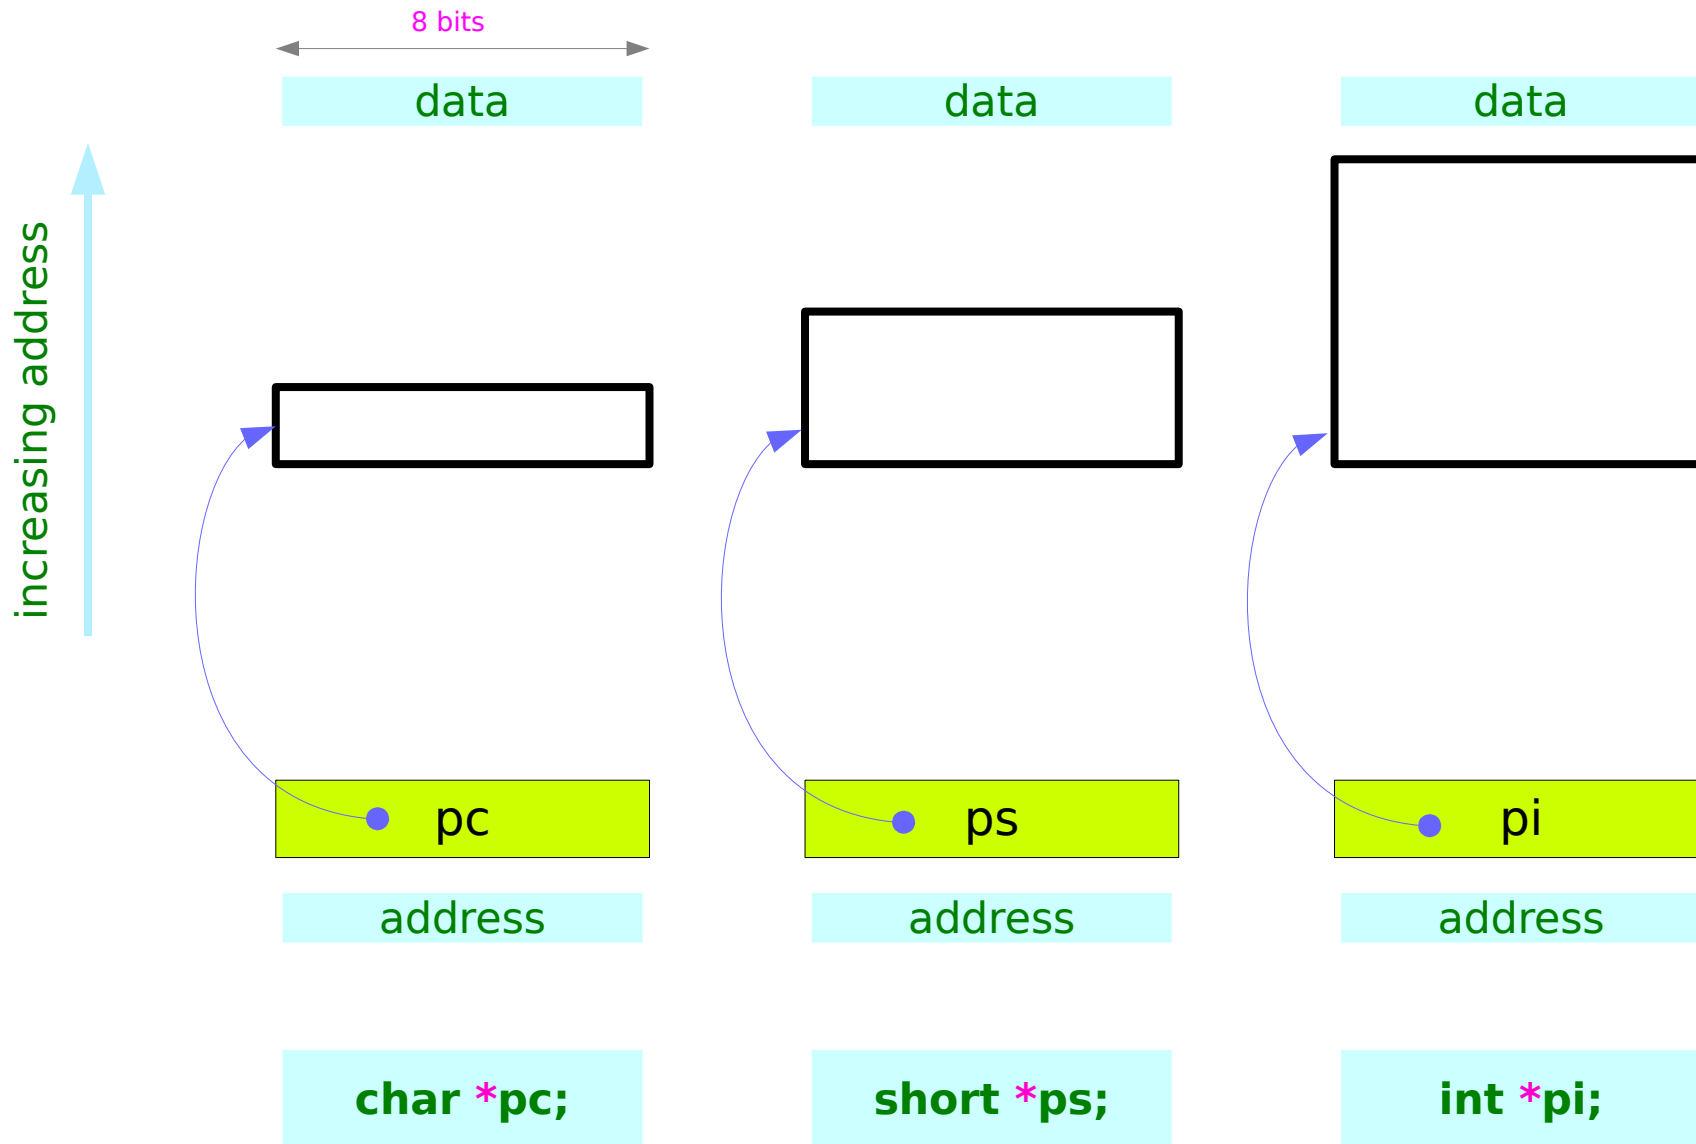 8 bits
data data data
increasing address
pc ps pi
address address address
char *pc; short *ps; int *pi;